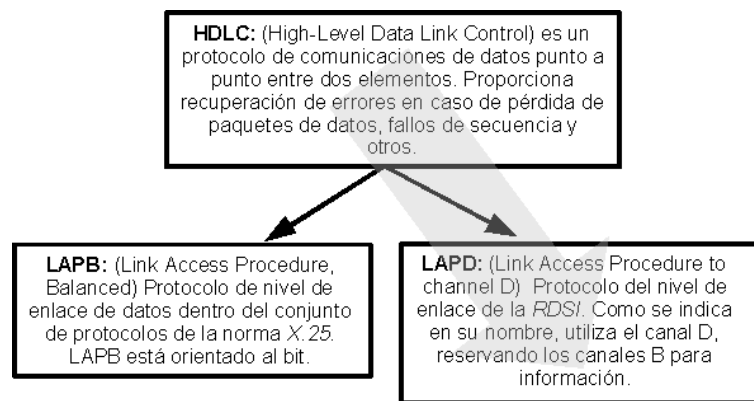 HDLC: (High-Level Data Link Control) es un
protocolo de comunicaciones de datos punto a
punto entre dos elementos. Proporciona
recuperación de errores en caso de pérdida de
paquetes de datos, fallos de secuencia y
otros.
LAPB: (Link Access Procedure,
Balanced) Protocolo de nivel de
enlace de datos dentro del conjunto
de protocolos de la norma X.25.
LAPB está orientado al bit.
LAPD: (Link Access Procedure to
channel D) Protocolo del nivel de
enlace de la RDSI. Como se indica
en su nombre, utiliza el canal D,
reservando los canales B para
información.